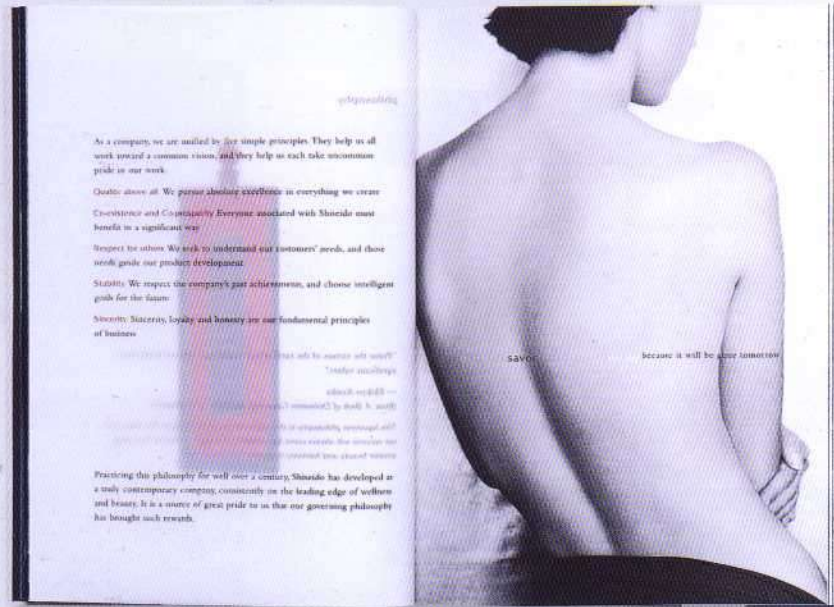 philosophy
As a company, we are unified by five simple principles. They help us all
work toward a common vision, and they help us each take uncommon
pride in our work.
Quality above all We pursue absolute excellence in everything we create
Co-existence and Co-prosperity Everyone associated with Shiseido must
benefit in a significant way
Respect for others We seek to understand our customers' needs, and those
needs guide our product development
Stability We respect the company's past achievements, and choose intelligent
goals for the future
Sincerity Sincerity, loyalty and honesty are our fundamental principles
of business
Practicing this philosophy for well over a century, Shiseido has developed as
a truly contemporary company, consistently on the leading edge of wellness
and beauty. It is a source of great pride to us that our governing philosophy
has brought such rewards.
savor
because it will be gone tomorrow